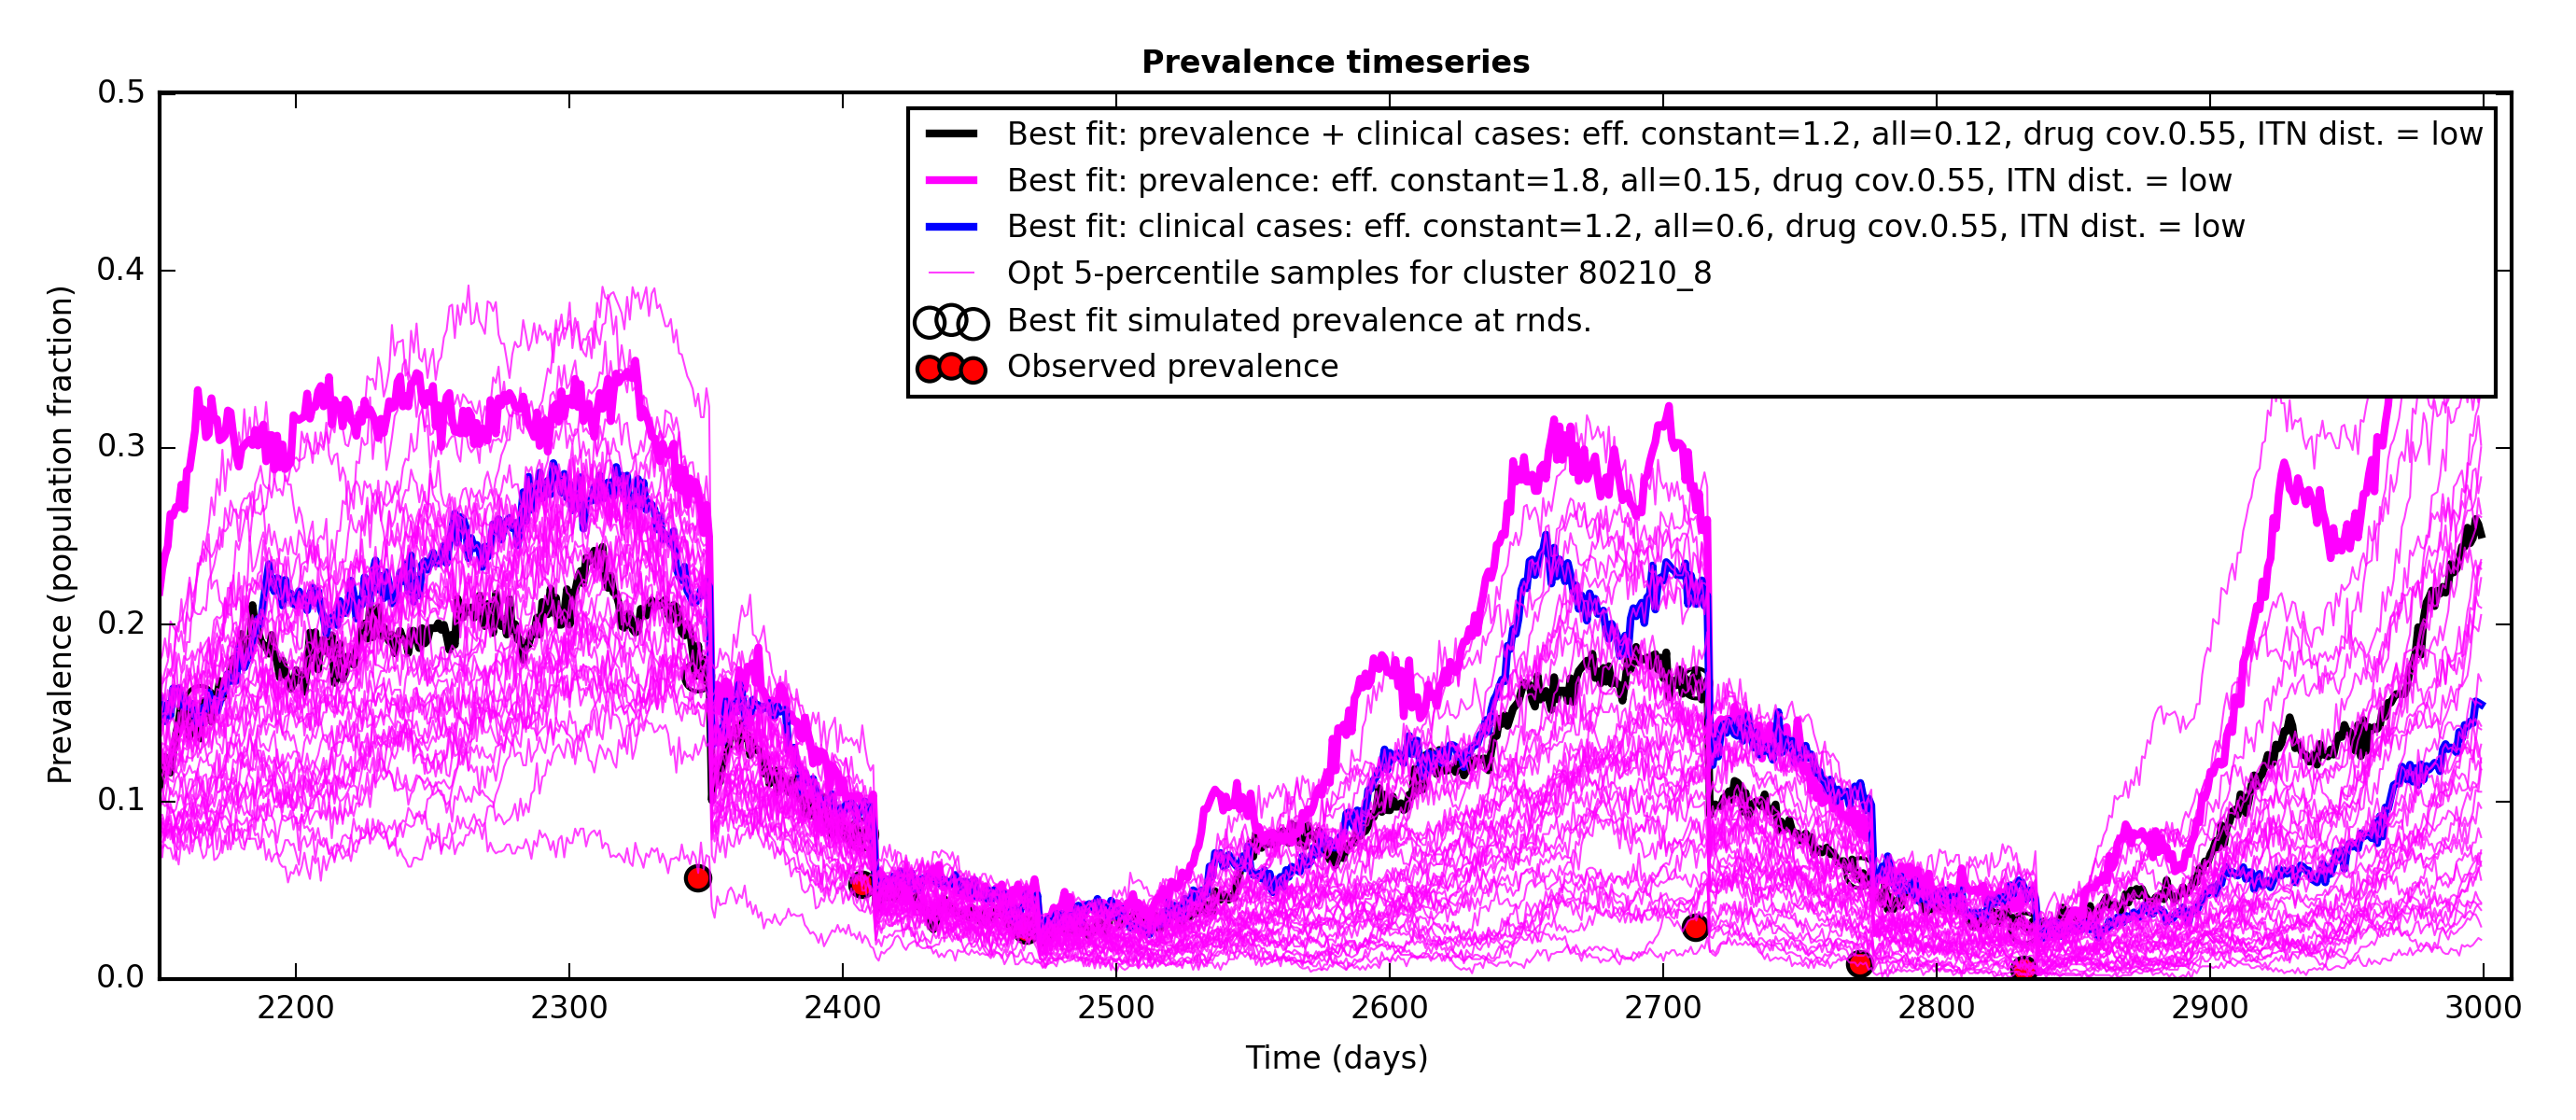 Prevalence timeseries
Prevalence (population fraction)
0.5
0.4
0.3
0.2
0.1
0.0
Best fit: prevalence + clinical cases: eff. constant=1.2, all=0.12, drug cov.0.55, ITN dist. = low
Best fit: prevalence: eff. constant=1.8, all=0.15, drug cov.0.55, ITN dist. = low
Best fit: clinical cases: eff. constant=1.2, all=0.6, drug cov.0.55, ITN dist. = low
Opt 5-percentile samples for cluster 80210_8
Best fit simulated prevalence at rnds.
Observed prevalence
2200 2300 2400 2500 2600 2700 2800 2900 3000
Time (days)